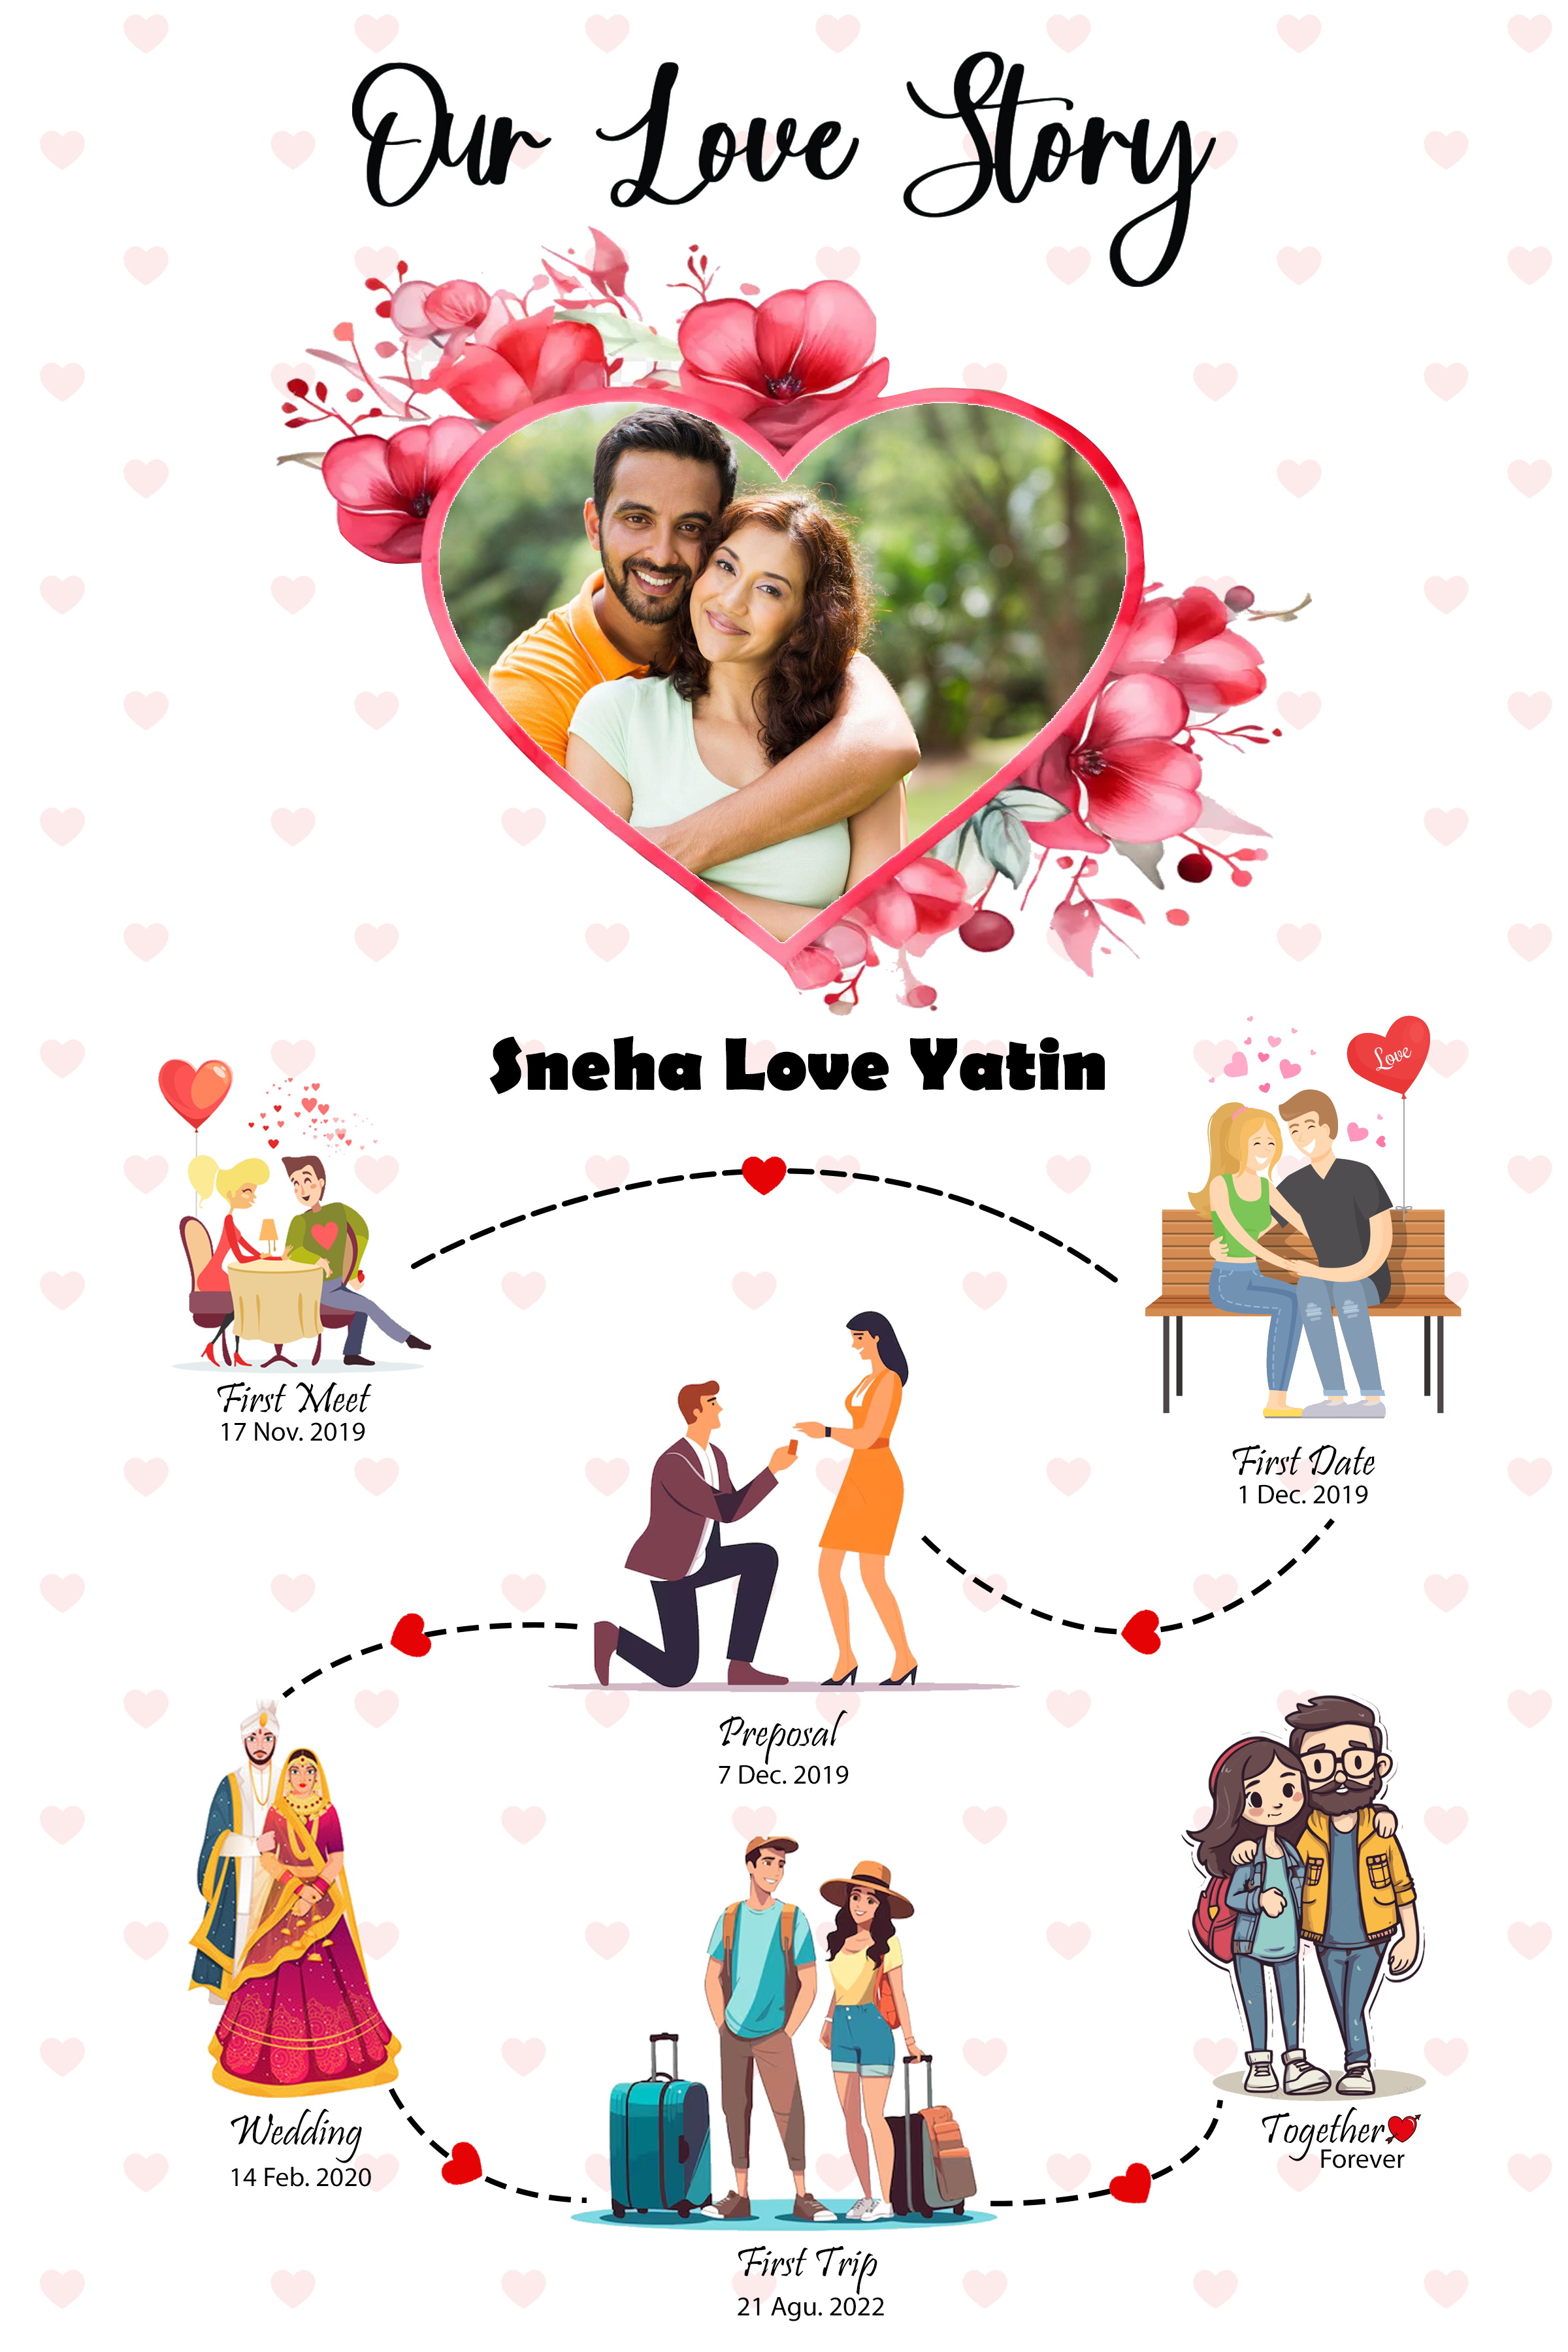 Our Love Story
Sneha Love Yatin
Love
First Meet
17 Nov. 2019
First Date
1 Dec. 2019
Preposal
7 Dec. 2019
Wedding
14 Feb. 2020
First Trip
21 Agu. 2022
Together
Forever